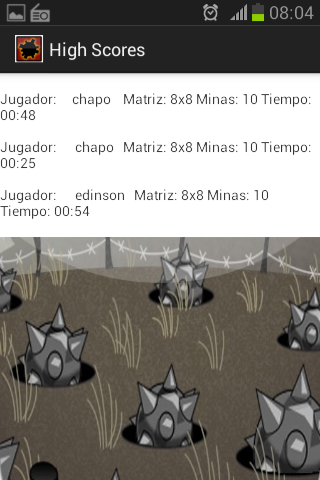 08:04
High Scores
Jugador: chapo Matriz: 8x8 Minas: 10 Tiempo:
00:48
Jugador: chapo Matriz: 8x8 Minas: 10 Tiempo:
00:25
Jugador: edinson Matriz: 8x8 Minas: 10
Tiempo: 00:54